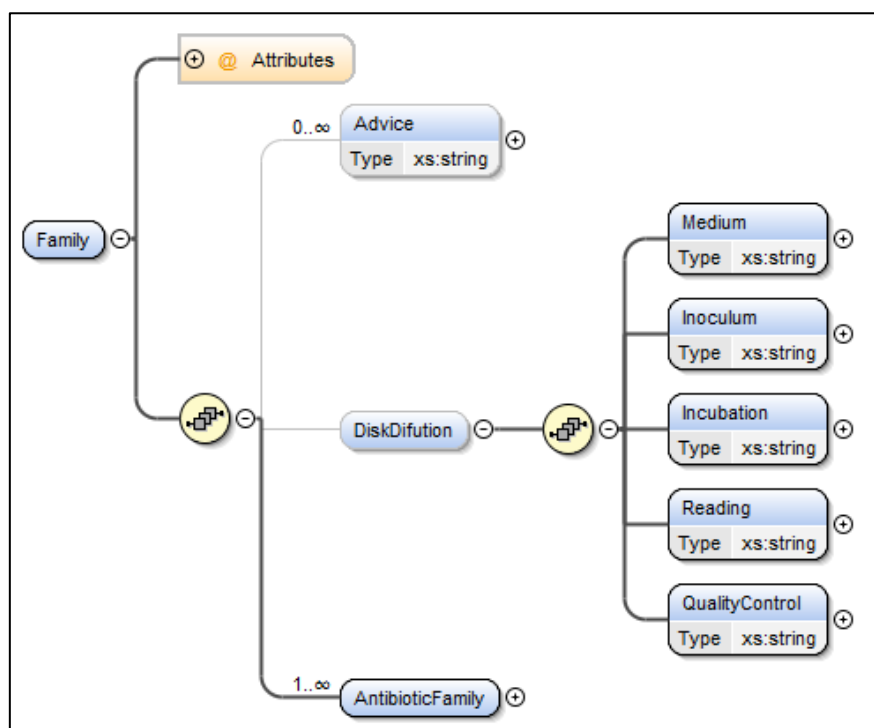 @ Attributes
0..∞
Advice
Type xs:string
Family
Medium
Type xs:string
Inoculum
Type xs:string
Incubation
Type xs:string
DiskDifution
Reading
Type xs:string
QualityControl
Type xs:string
1..∞
AntibioticFamily